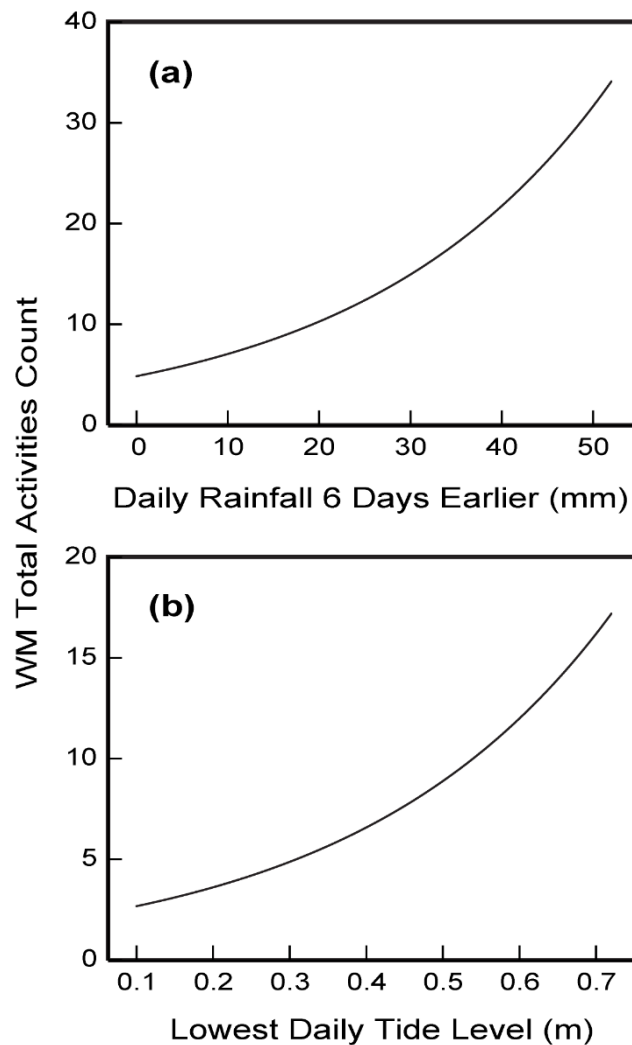 WM Total Activities Count
(a)
40
30
20
10
0
0 10 20 30 40 50
Daily Rainfall 6 Days Earlier (mm)
(b)
20
15
10
5
0
0.1 0.2 0.3 0.4 0.5 0.6 0.7
Lowest Daily Tide Level (m)